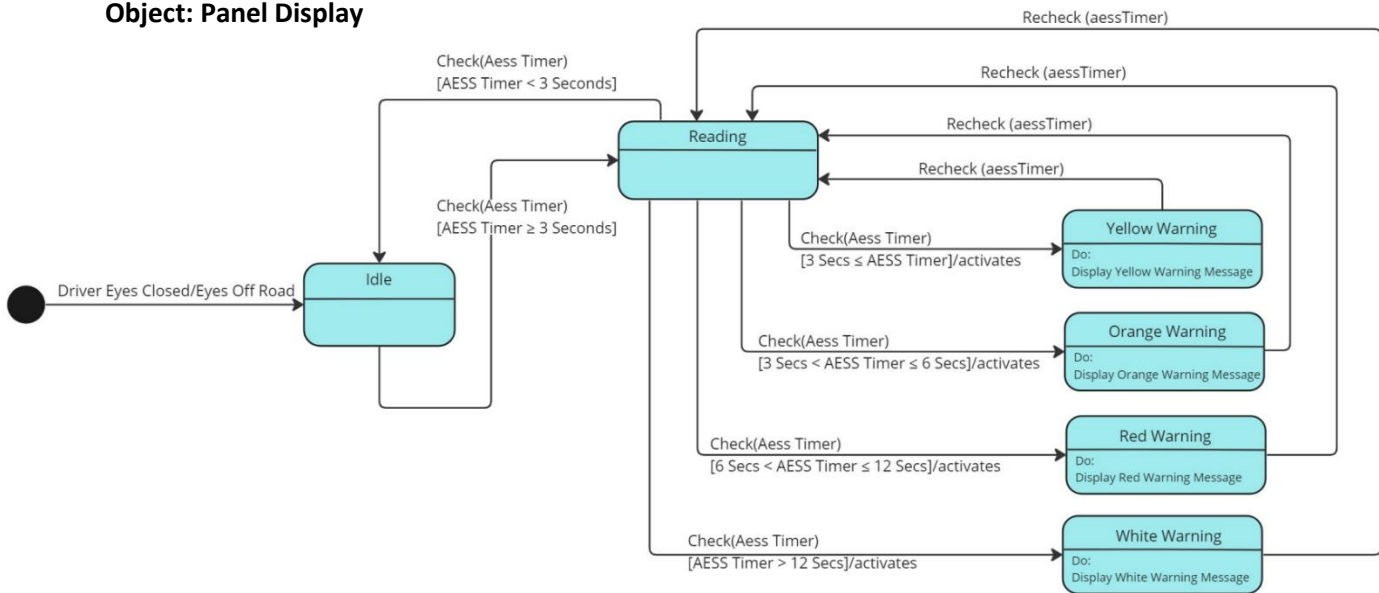 Object: Panel Display
Recheck (aessTimer)
Check(Aess Timer)
[AESS Timer < 3 Seconds]
Recheck (aessTimer)
Recheck (aessTimer)
Reading
Recheck (aessTimer)
Check(Aess Timer)
[AESS Timer ≥ 3 Seconds]
Yellow Warning
Do:
Display Yellow Warning Message
Check(Aess Timer)
[3 Secs ≤ AESS Timer]/activates
Idle
Driver Eyes Closed/Eyes Off Road
Orange Warning
Do:
Display Orange Warning Message
Check(Aess Timer)
[3 Secs < AESS Timer ≤ 6 Secs]/activates
Red Warning
Do:
Display Red Warning Message
Check(Aess Timer)
[6 Secs < AESS Timer ≤ 12 Secs]/activates
White Warning
Do:
Display White Warning Message
Check(Aess Timer)
[AESS Timer > 12 Secs]/activates